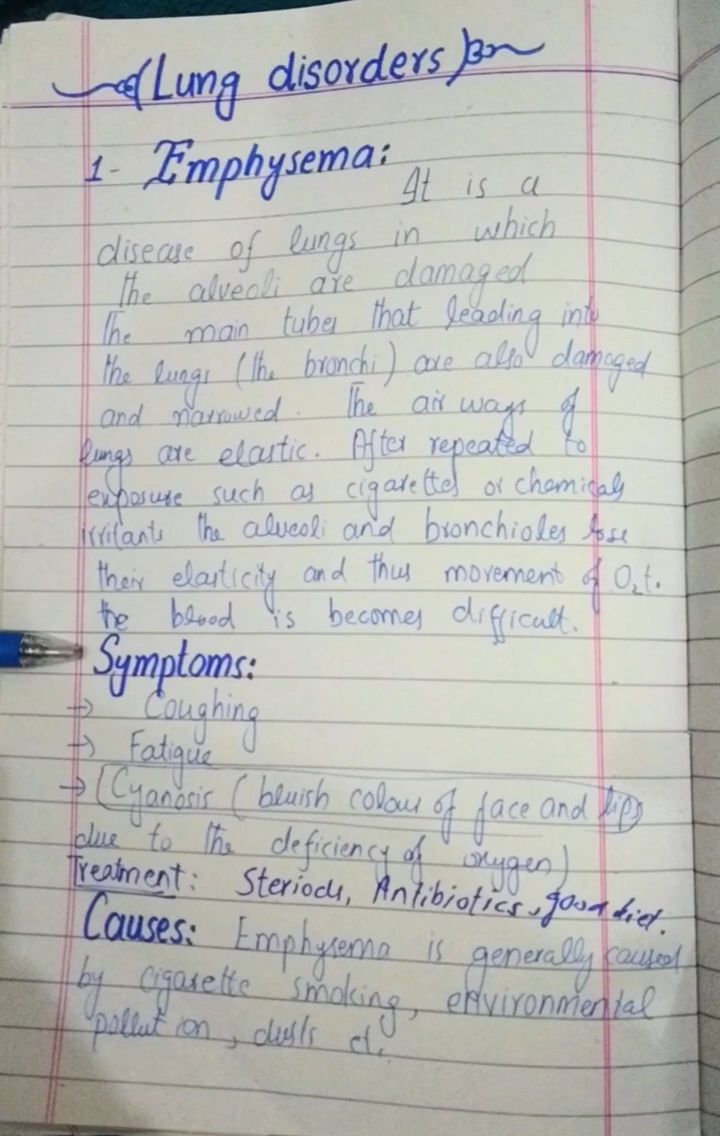 (Lung disorders)
1- Emphysema:
It is a
disease of lungs in which
the alveoli are damaged
The main tubes that leading into
the lungs (the bronchi) are also damaged
and narrowed. The air ways of
lungs are elastic. After repeated to
exposure such as cigarettes or chemicals
irritants the alveoli and bronchioles lose
their elasticity and thus movement of O2 t.
the blood is becomes difficult.
Symptoms:
→ Coughing
→ Fatigue
→ Cyanosis (bluish colour of face and lips
due to the deficiency of oxygen)
Treatment: Steriods, Antibiotics, good diet.
Causes: Emphysema is generally caused
by cigarette smoking, environmental
pollution, dusts etc.